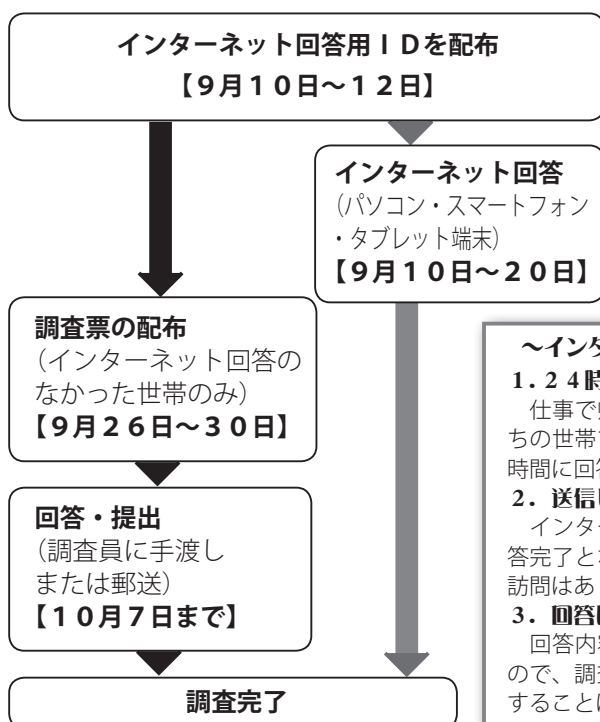 インターネット回答用ＩＤを配布
【９月１０日～１２日】
インターネット回答
（パソコン・スマートフォン
・タブレット端末）
【９月１０日～２０日】
調査票の配布
（インターネット回答の
なかった世帯のみ）
【９月２６日～３０日】
回答・提出
（調査員に手渡し
または郵送）
【１０月７日まで】
調査完了
～インタ
1．２４時
仕事で
ちの世帯
時間に回答
2．送信
インター
答完了と
訪問はあ
3．回答
回答内容
ので、調査
することに